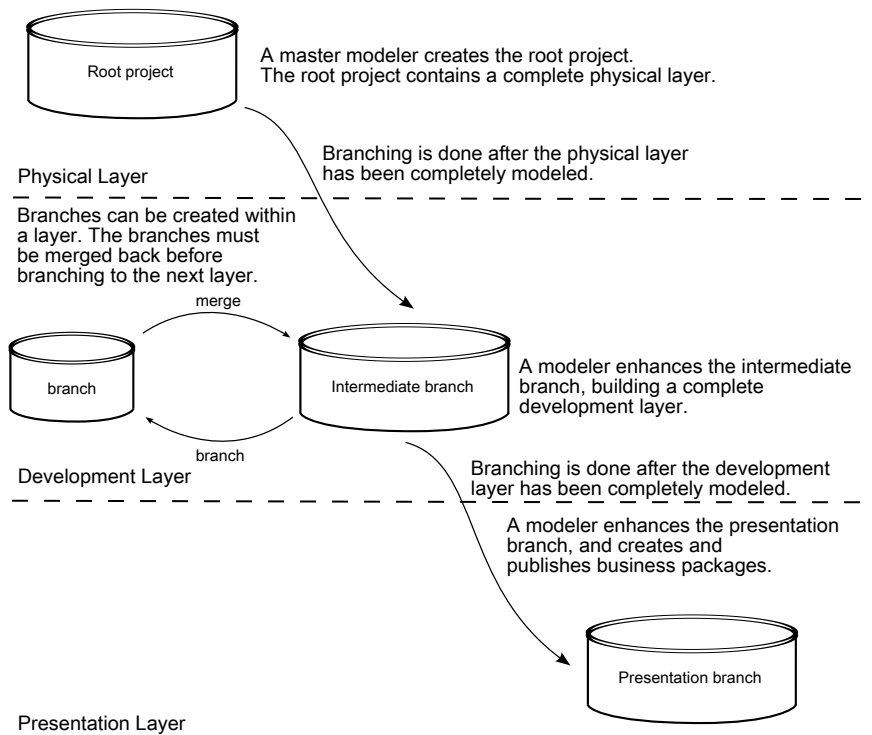 Root project
A master modeler creates the root project.
The root project contains a complete physical layer.
Branching is done after the physical layer
has been completely modeled.
Physical Layer
Branches can be created within
a layer. The branches must
be merged back before
branching to the next layer.
merge
branch
Intermediate branch
A modeler enhances the intermediate
branch, building a complete
development layer.
branch
Development Layer
Branching is done after the development
layer has been completely modeled.
A modeler enhances the presentation
branch, and creates and
publishes business packages.
Presentation branch
Presentation Layer